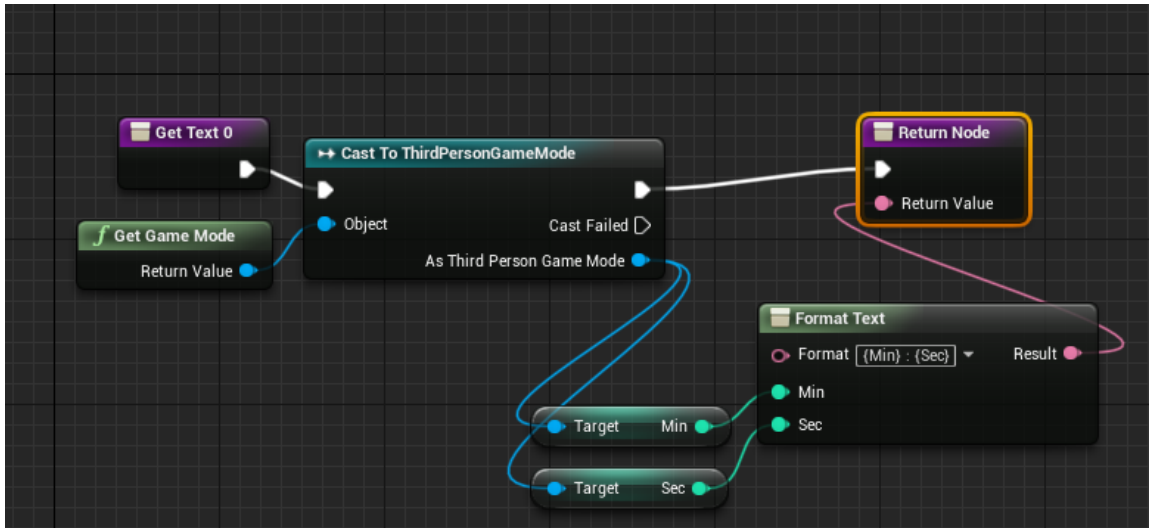 Get Text 0
Cast To ThirdPersonGameMode
Object
Cast Failed
As Third Person Game Mode
f Get Game Mode
Return Value
Return Node
Return Value
Format Text
Format {Min} : {Sec} Result
Min
Sec
Target Min
Target Sec